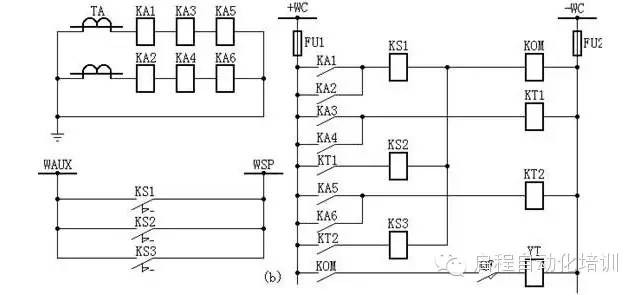 +WC
-WC
TA
KA1
KA3
KA5
FU1
FU2
KA1
KS1
KOM
KA2
KA4
KA6
KA2
KA3
KT1
KA4
WAUX
WSP
KT1
KS2
KS1
KA5
KT2
KS2
KA6
KS3
KT2
KS3
(b)
KOM
YT
启程自动化培训